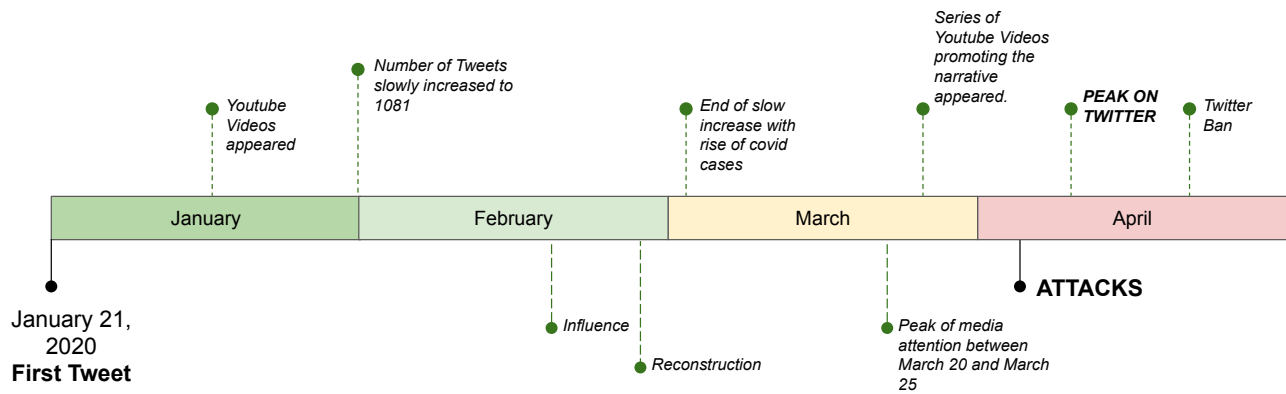 Series of
Youtube Videos
promoting the
narrative
appeared.
Number of Tweets
slowly increased to
1081
Youtube
Videos
appeared
End of slow
increase with
rise of covid
cases
PEAK ON
TWITTER
Twitter
Ban
January
February
March
April
January 21,
2020
First Tweet
Influence
Reconstruction
Peak of media
attention between
March 20 and March
25
ATTACKS